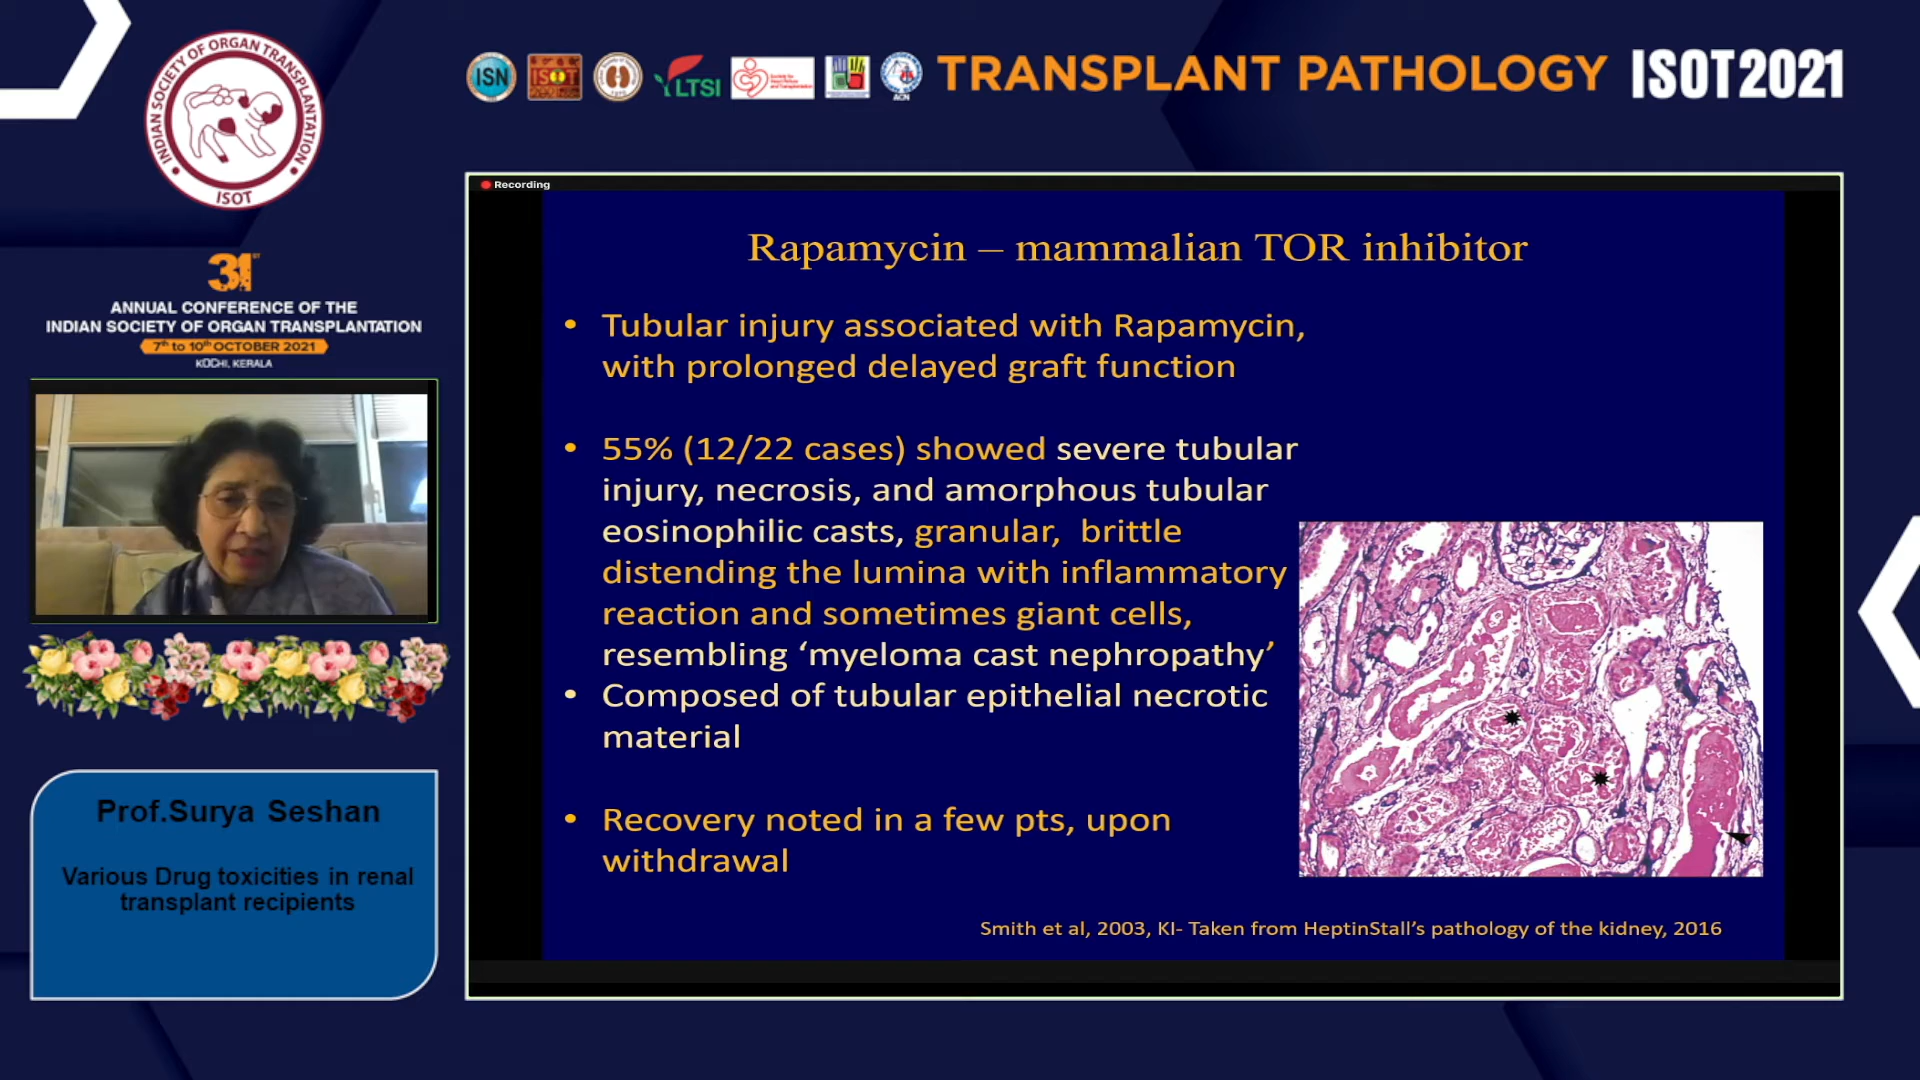 INDIAN SOCIETY OF ORGAN TRANSPLANTATION
ISOT
ISN
ISOT
LTSI
ACN
TRANSPLANT PATHOLOGY ISOT2021
31ST
ANNUAL CONFERENCE OF THE
INDIAN SOCIETY OF ORGAN TRANSPLANTATION
7th to 10th OCTOBER 2021
KOCHI, KERALA
Prof.Surya Seshan
Various Drug toxicities in renal
transplant recipients
Recording
Rapamycin – mammalian TOR inhibitor
• Tubular injury associated with Rapamycin,
with prolonged delayed graft function
• 55% (12/22 cases) showed severe tubular
injury, necrosis, and amorphous tubular
eosinophilic casts, granular,  brittle
distending the lumina with inflammatory
reaction and sometimes giant cells,
resembling ‘myeloma cast nephropathy’
• Composed of tubular epithelial necrotic
material
• Recovery noted in a few pts, upon
withdrawal
Smith et al, 2003, KI- Taken from HeptinStall’s pathology of the kidney, 2016